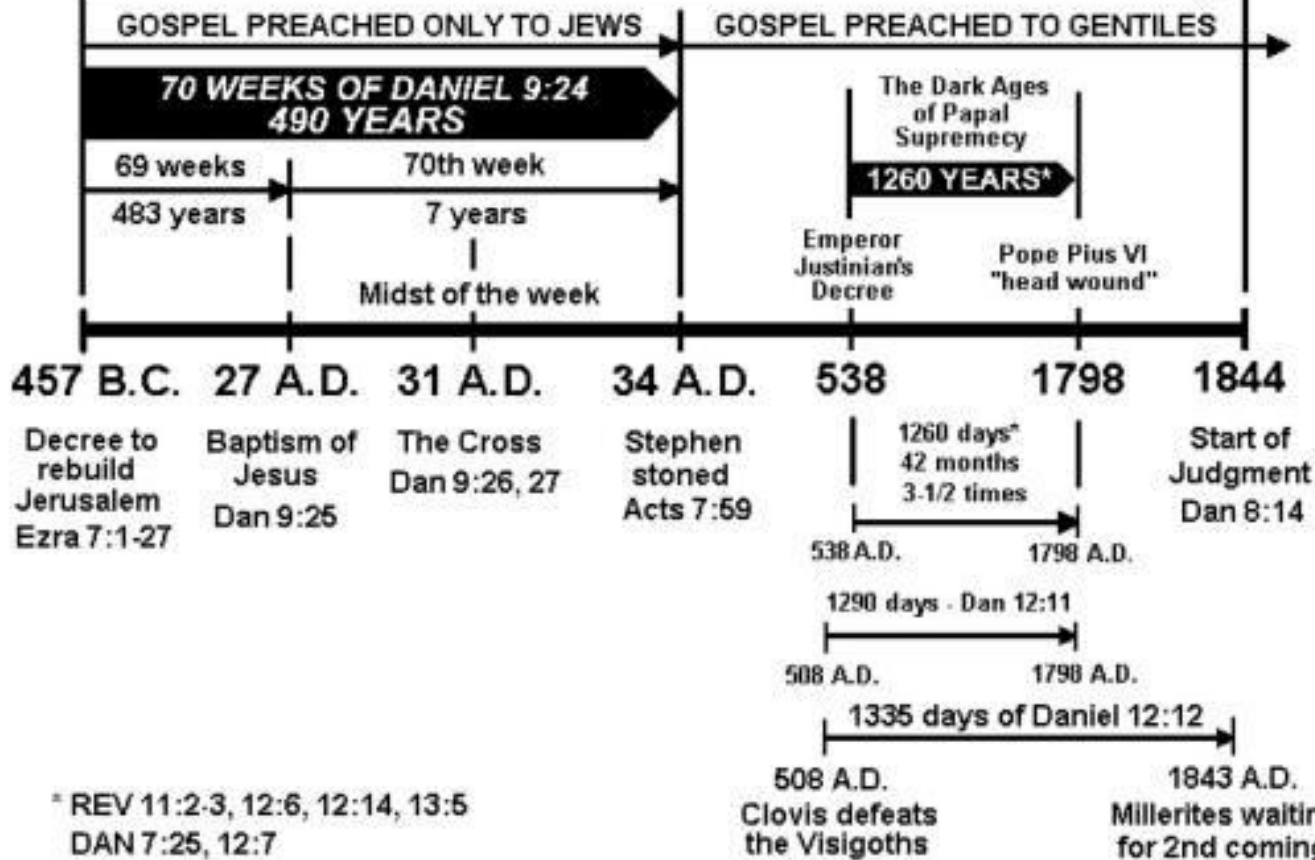 GOSPEL PREACHED ONLY TO JEWS
GOSPEL PREACHED TO GENTILES
70 WEEKS OF DANIEL 9:24
490 YEARS
69 weeks
483 years
70th week
7 years
Midst of the week
The Dark Ages
of Papal
Supremecy
1260 YEARS*
Emperor
Justinian's
Decree
Pope Pius VI
"head wound"
457 B.C.
Decree to
rebuild
Jerusalem
Ezra 7:1-27
27 A.D.
Baptism of
Jesus
Dan 9:25
31 A.D.
The Cross
Dan 9:26, 27
34 A.D.
Stephen
stoned
Acts 7:59
538
1798
1844
Start of
Judgment
Dan 8:14
1260 days*
42 months
3-1/2 times
538 A.D.
1798 A.D.
1290 days - Dan 12:11
508 A.D.
1798 A.D.
1335 days of Daniel 12:12
508 A.D.
Clovis defeats
the Visigoths
1843 A.D.
Millerites waitin
for 2nd coming
* REV 11:2-3, 12:6, 12:14, 13:5
DAN 7:25, 12:7